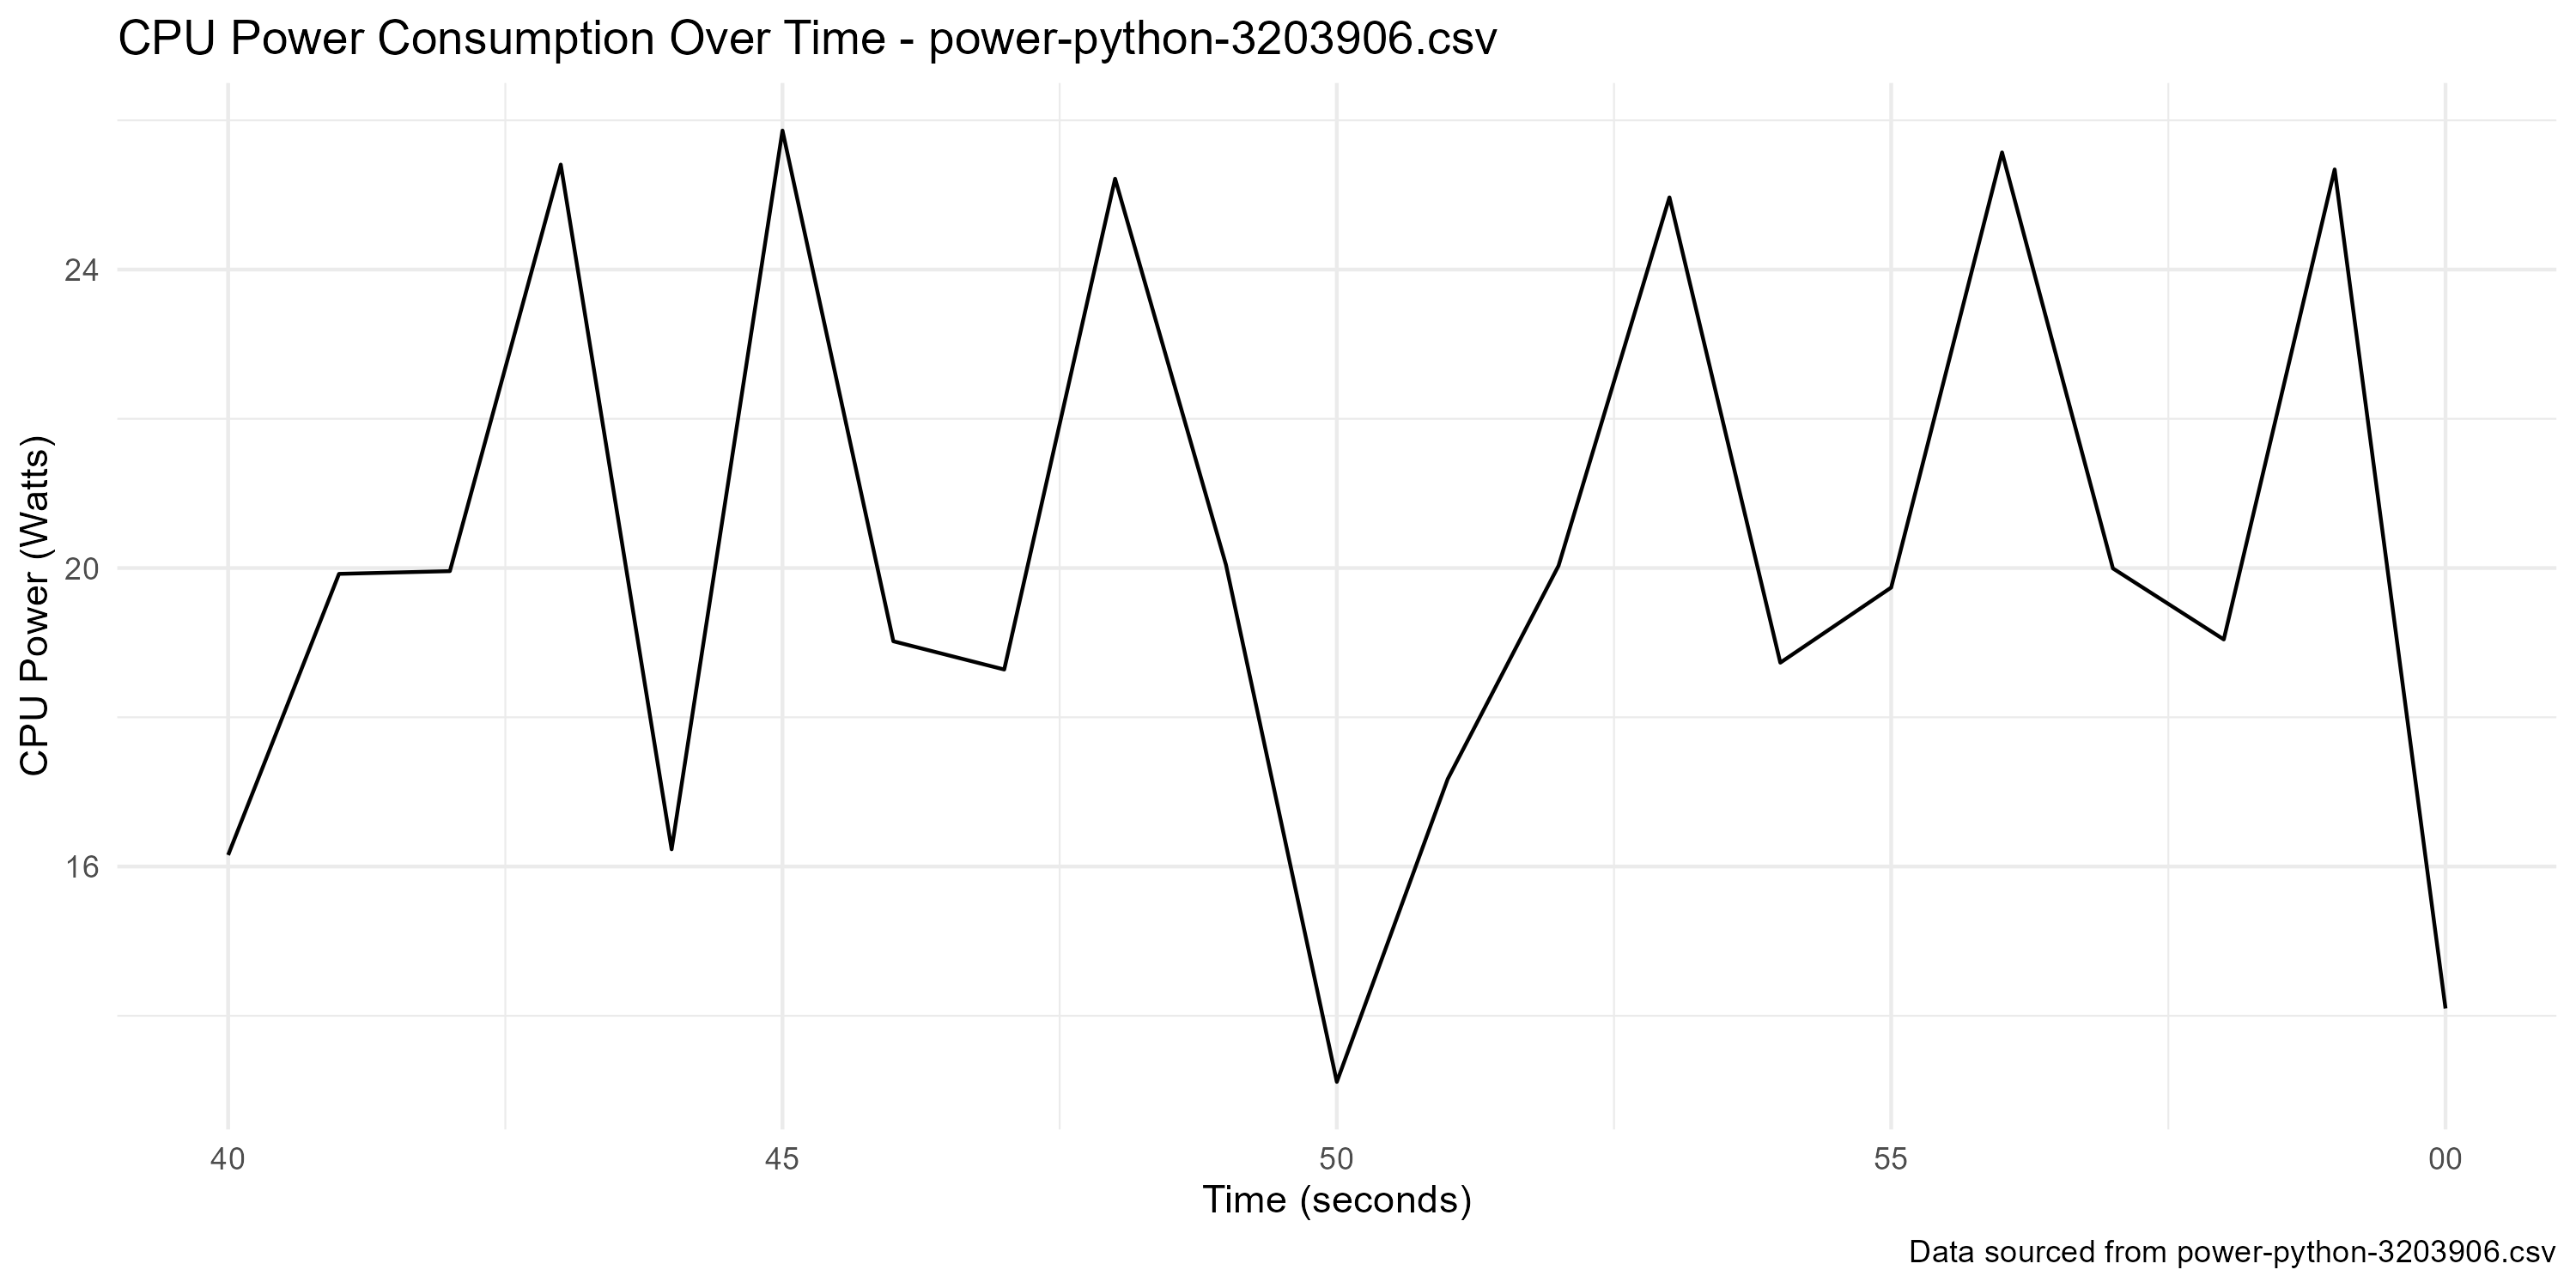 CPU Power Consumption Over Time - power-python-3203906.csv
CPU Power (Watts)
24
20
16
40 45 50 55 00
Time (seconds)
Data sourced from power-python-3203906.csv